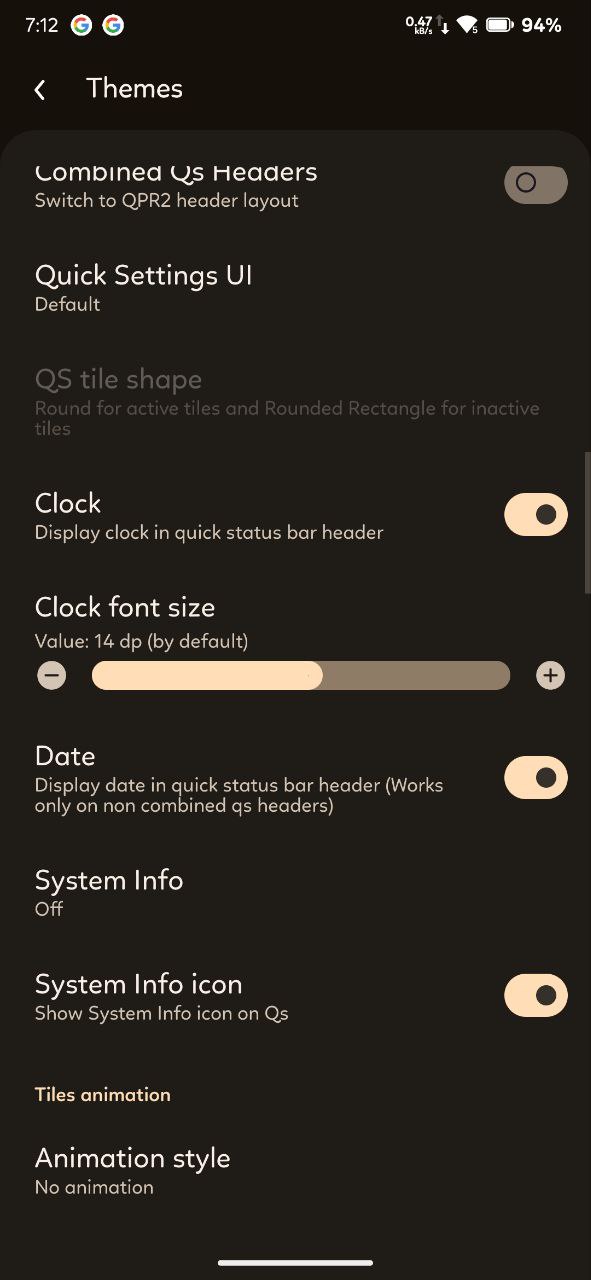 7:12 G G 0.47 kB/s 5 94%
Themes
Combined Qs Headers
Switch to QPR2 header layout
Quick Settings UI
Default
QS tile shape
Round for active tiles and Rounded Rectangle for inactive
tiles
Clock
Display clock in quick status bar header
Clock font size
Value: 14 dp (by default)
Date
Display date in quick status bar header (Works
only on non combined qs headers)
System Info
Off
System Info icon
Show System Info icon on Qs
Tiles animation
Animation style
No animation